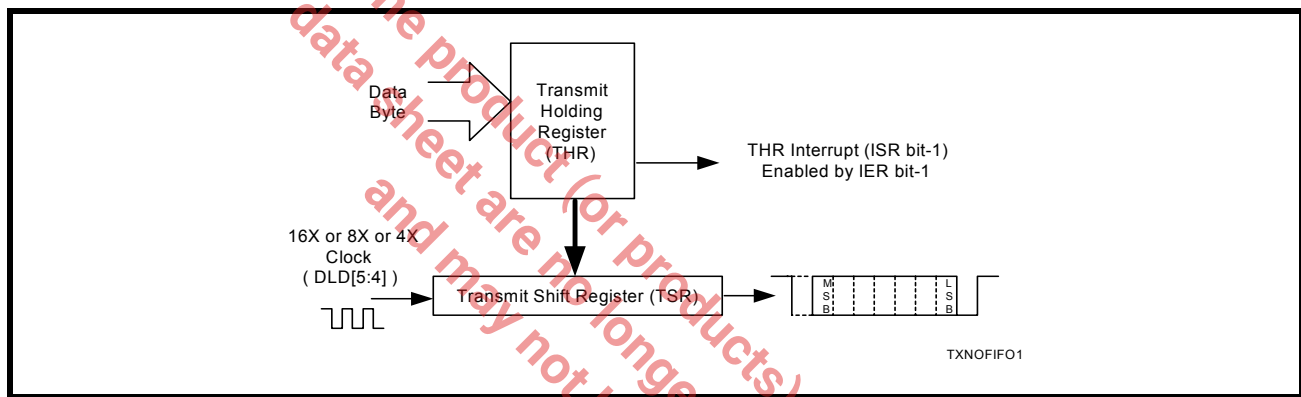 Data
Byte
Transmit
Holding
Register
(THR)
THR Interrupt (ISR bit-1)
Enabled by IER bit-1
16X or 8X or 4X
Clock
( DLD[5:4] )
Transmit Shift Register (TSR)
M
S
B
L
S
B
TXNOFIFO1
he product (or products)
data sheet are no longe
and may not